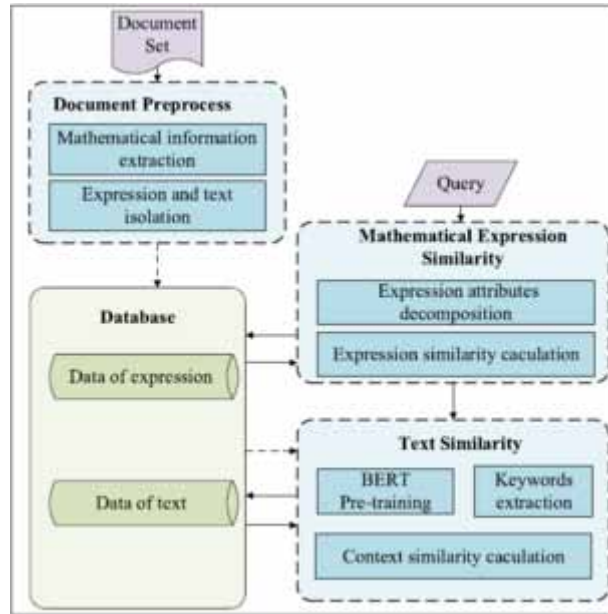 Document
Set
Document Preprocess
Mathematical information
extraction
Expression and text
isolation
Query
Mathematical Expression
Similarity
Expression attributes
decomposition
Expression similarity caculation
Database
Data of expression
Data of text
Text Similarity
BERT
Pre-training
Keywords
extraction
Context similarity caculation